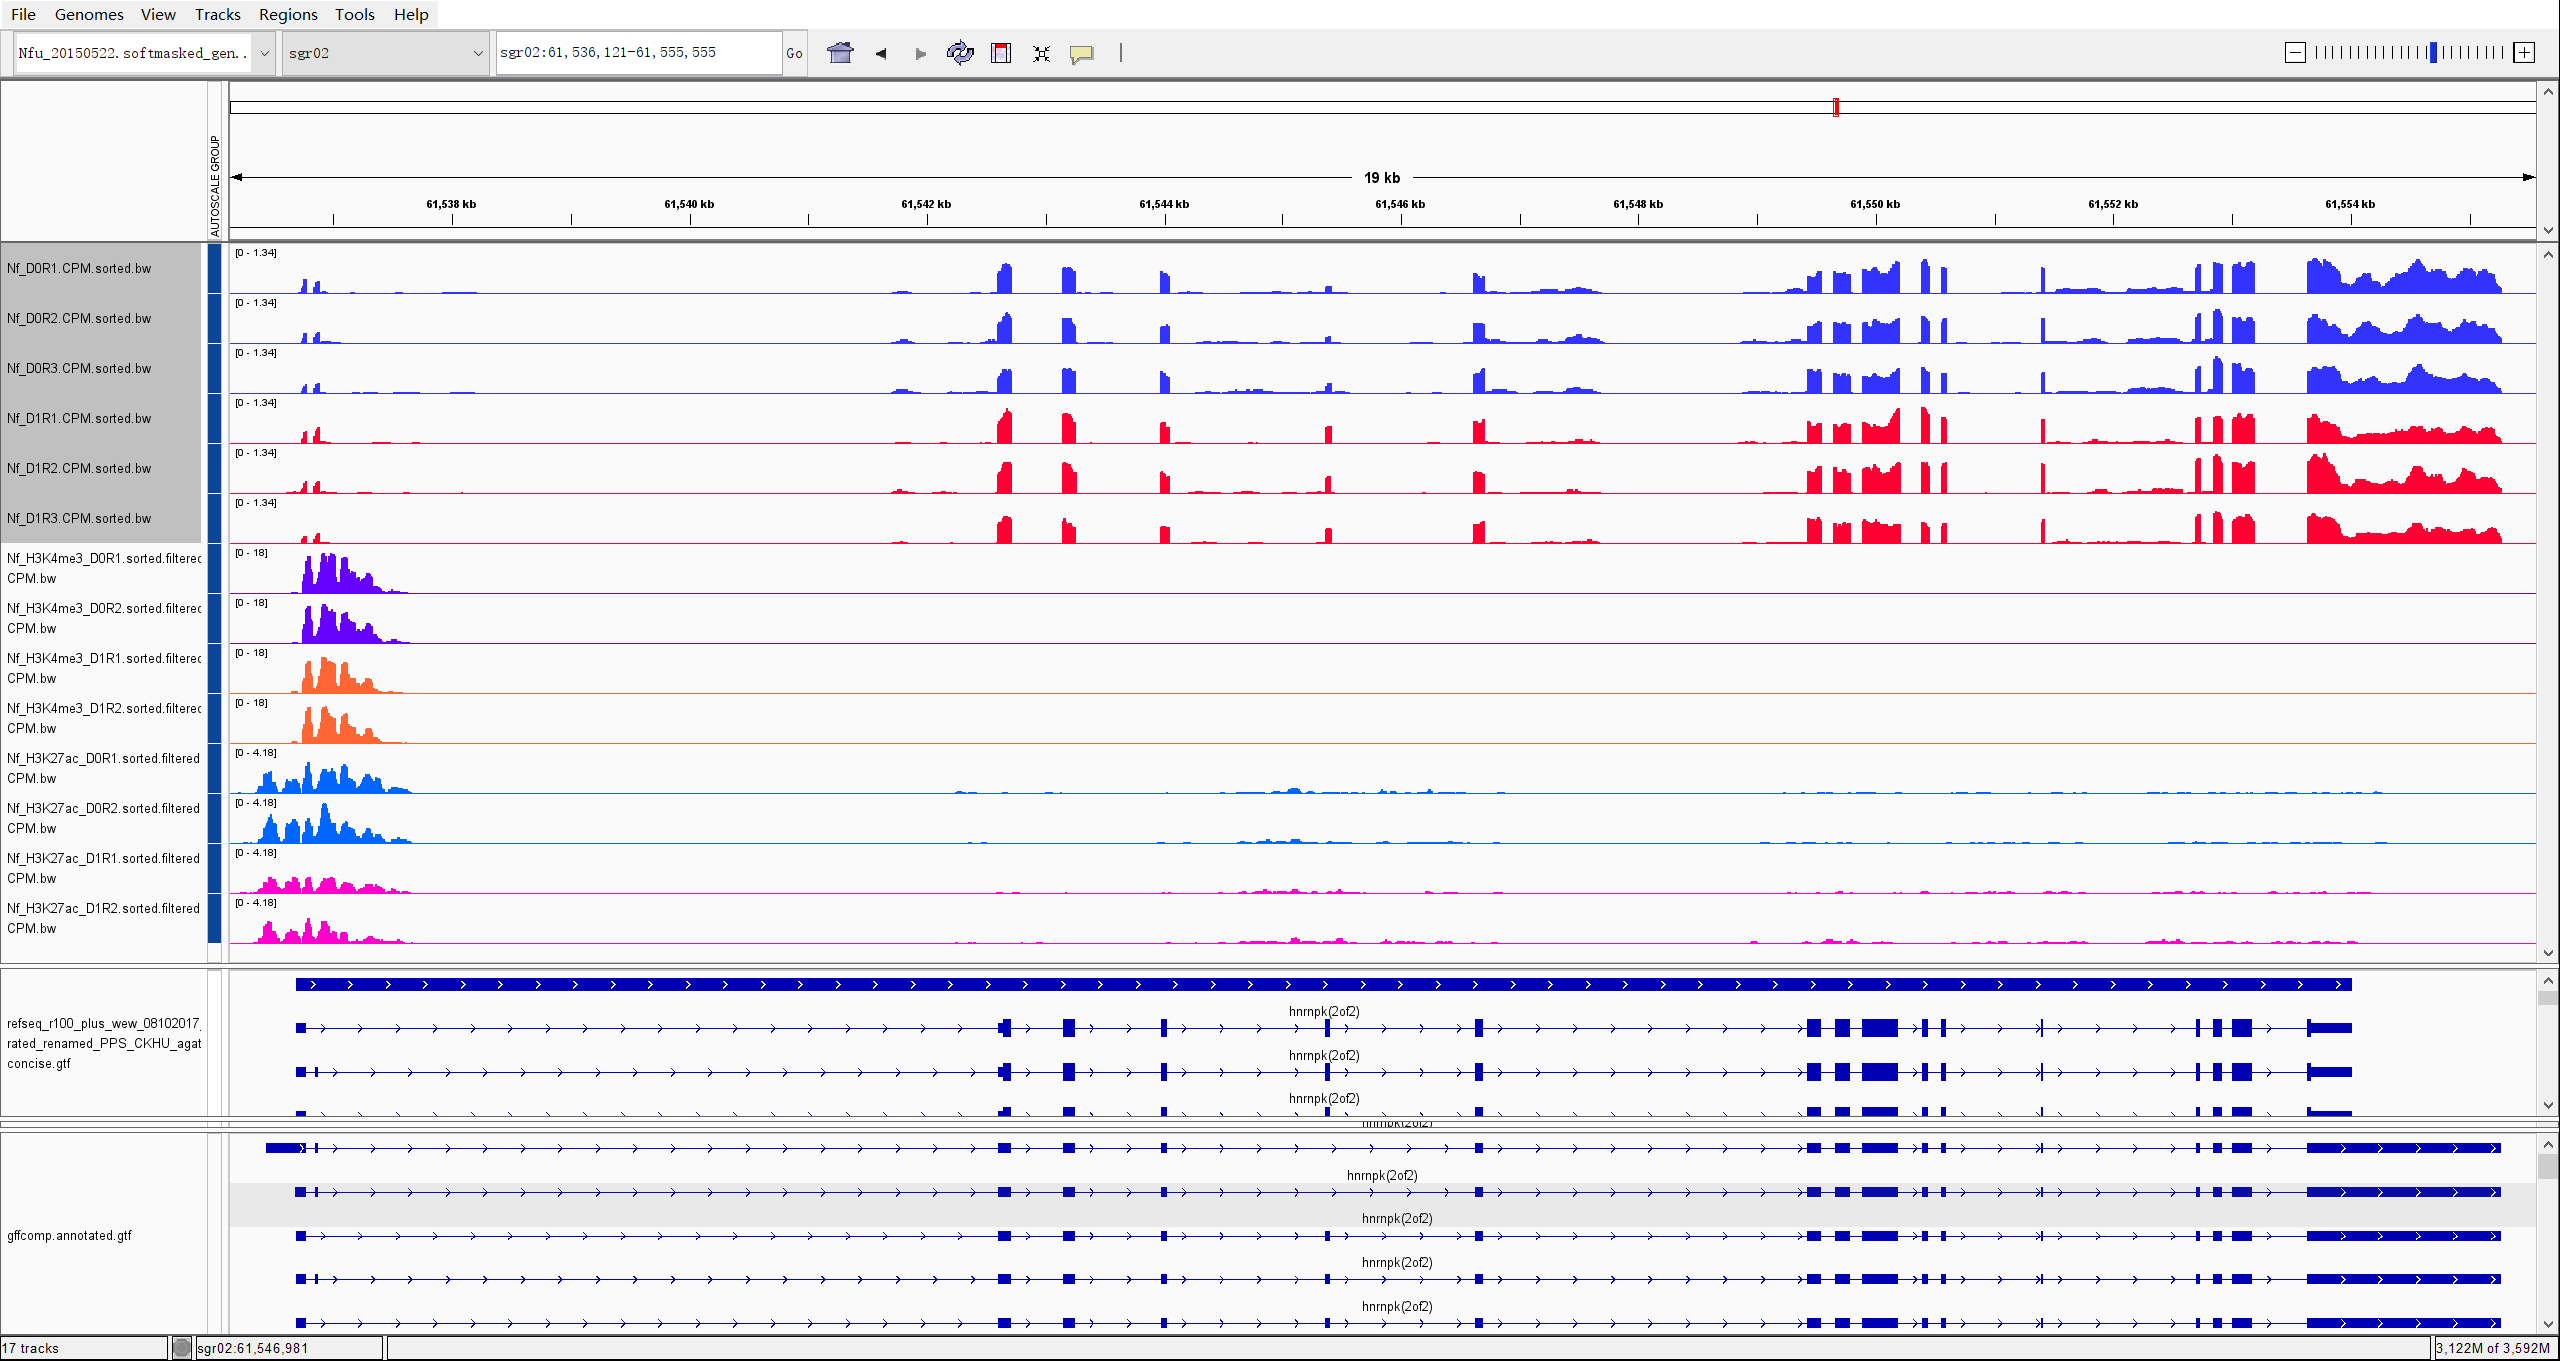 File Genomes View Tracks Regions Tools Help
Nfu_20150522.softmasked_gen.. sgr02 sgr02:61,536,121-61,555,555 Go
AUTOSCALE GROUP
19 kb
61,538 kb 61,540 kb 61,542 kb 61,544 kb 61,546 kb 61,548 kb 61,550 kb 61,552 kb 61,554 kb
Nf_D0R1.CPM.sorted.bw [0 - 1.34]
Nf_D0R2.CPM.sorted.bw [0 - 1.34]
Nf_D0R3.CPM.sorted.bw [0 - 1.34]
Nf_D1R1.CPM.sorted.bw [0 - 1.34]
Nf_D1R2.CPM.sorted.bw [0 - 1.34]
Nf_D1R3.CPM.sorted.bw [0 - 1.34]
Nf_H3K4me3_D0R1.sorted.filtered [0 - 18]
CPM.bw
Nf_H3K4me3_D0R2.sorted.filtered [0 - 18]
CPM.bw
Nf_H3K4me3_D1R1.sorted.filtered [0 - 18]
CPM.bw
Nf_H3K4me3_D1R2.sorted.filtered [0 - 18]
CPM.bw
Nf_H3K27ac_D0R1.sorted.filtered [0 - 4.18]
CPM.bw
Nf_H3K27ac_D0R2.sorted.filtered [0 - 4.18]
CPM.bw
Nf_H3K27ac_D1R1.sorted.filtered [0 - 4.18]
CPM.bw
Nf_H3K27ac_D1R2.sorted.filtered [0 - 4.18]
CPM.bw
refseq_r100_plus_wew_08102017_
rated_renamed_PPS_CKHU_agat
concise.gtf
hnrnpk(2of2)
hnrnpk(2of2)
hnrnpk(2of2)
hnrnpk(2of2)
gffcomp.annotated.gtf
hnrnpk(2of2)
hnrnpk(2of2)
hnrnpk(2of2)
hnrnpk(2of2)
17 tracks sgr02:61,546,981 3,122M of 3,592M